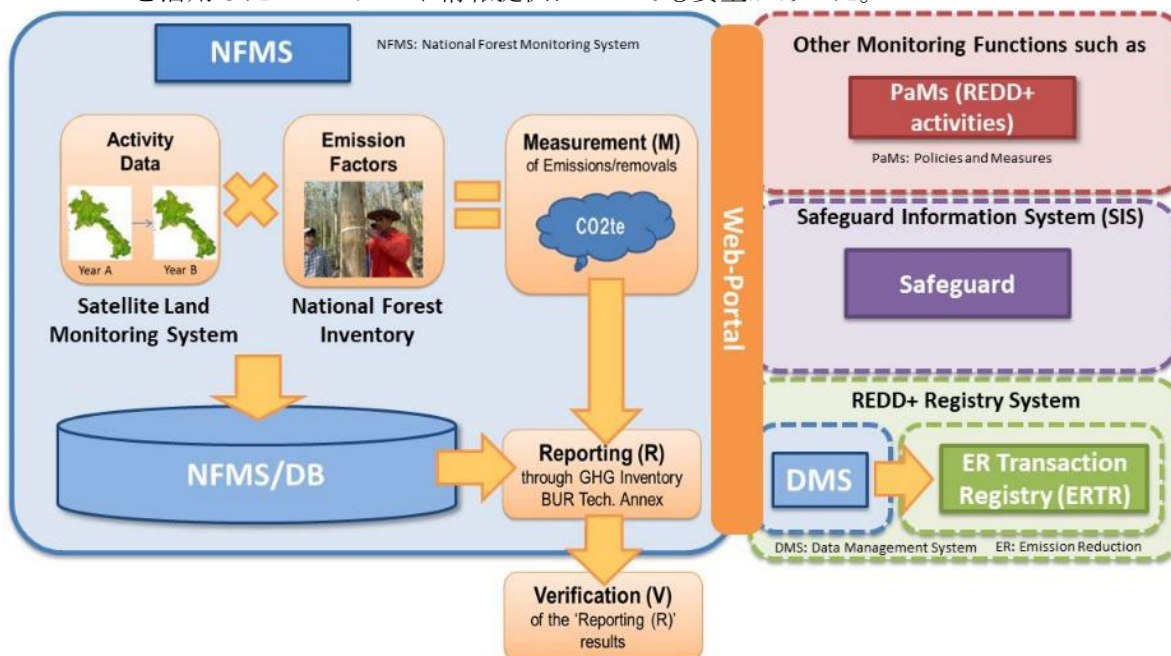 NFMS
NFMS: National Forest Monitoring System
Activity
Data
Year A
Year B
Satellite Land
Monitoring System
Emission
Factors
National Forest
Inventory
Measurement (M)
of Emissions/removals
CO2te
NFMS/DB
Reporting (R)
through GHG Inventory
BUR Tech. Annex
Verification (V)
of the 'Reporting (R)'
results
Web-Portal
Other Monitoring Functions such as
PaMs (REDD+
activities)
PaMs: Policies and Measures
Safeguard Information System (SIS)
Safeguard
REDD+ Registry System
DMS
ER Transaction
Registry (ERTR)
DMS: Data Management System
ER: Emission Reduction